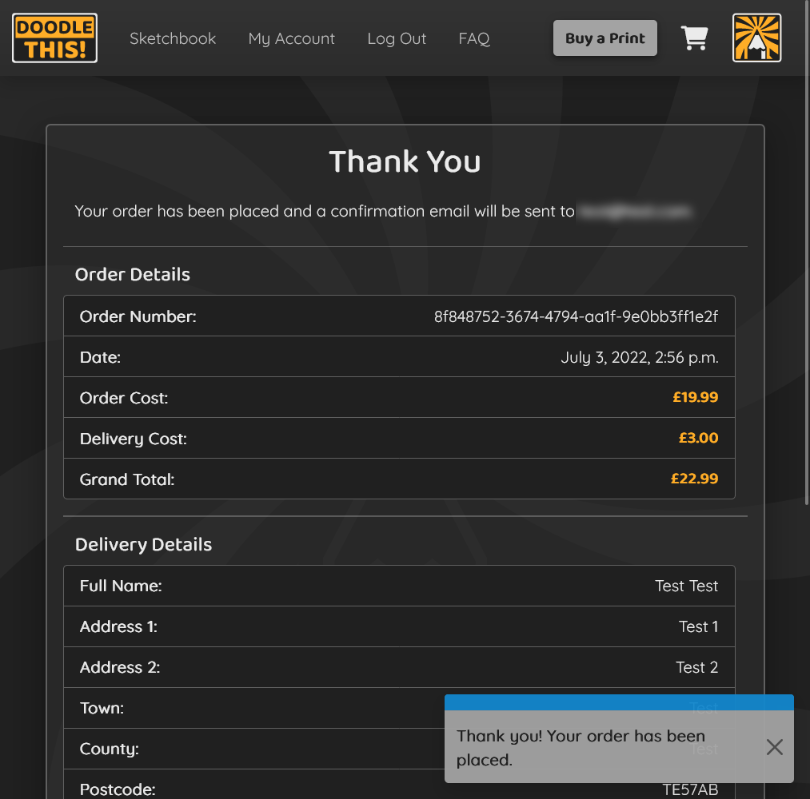 DOODLE
THIS!
Sketchbook My Account Log Out FAQ Buy a Print
Thank You
Your order has been placed and a confirmation email will be sent to
Order Details
Order Number: 8f848752-3674-4794-aa1f-9e0bb3ff1e2f
Date: July 3, 2022, 2:56 p.m.
Order Cost: £19.99
Delivery Cost: £3.00
Grand Total: £22.99
Delivery Details
Full Name: Test Test
Address 1: Test 1
Address 2: Test 2
Town: Test
County: Test
Thank you! Your order has been
placed.
Postcode: TE57AB